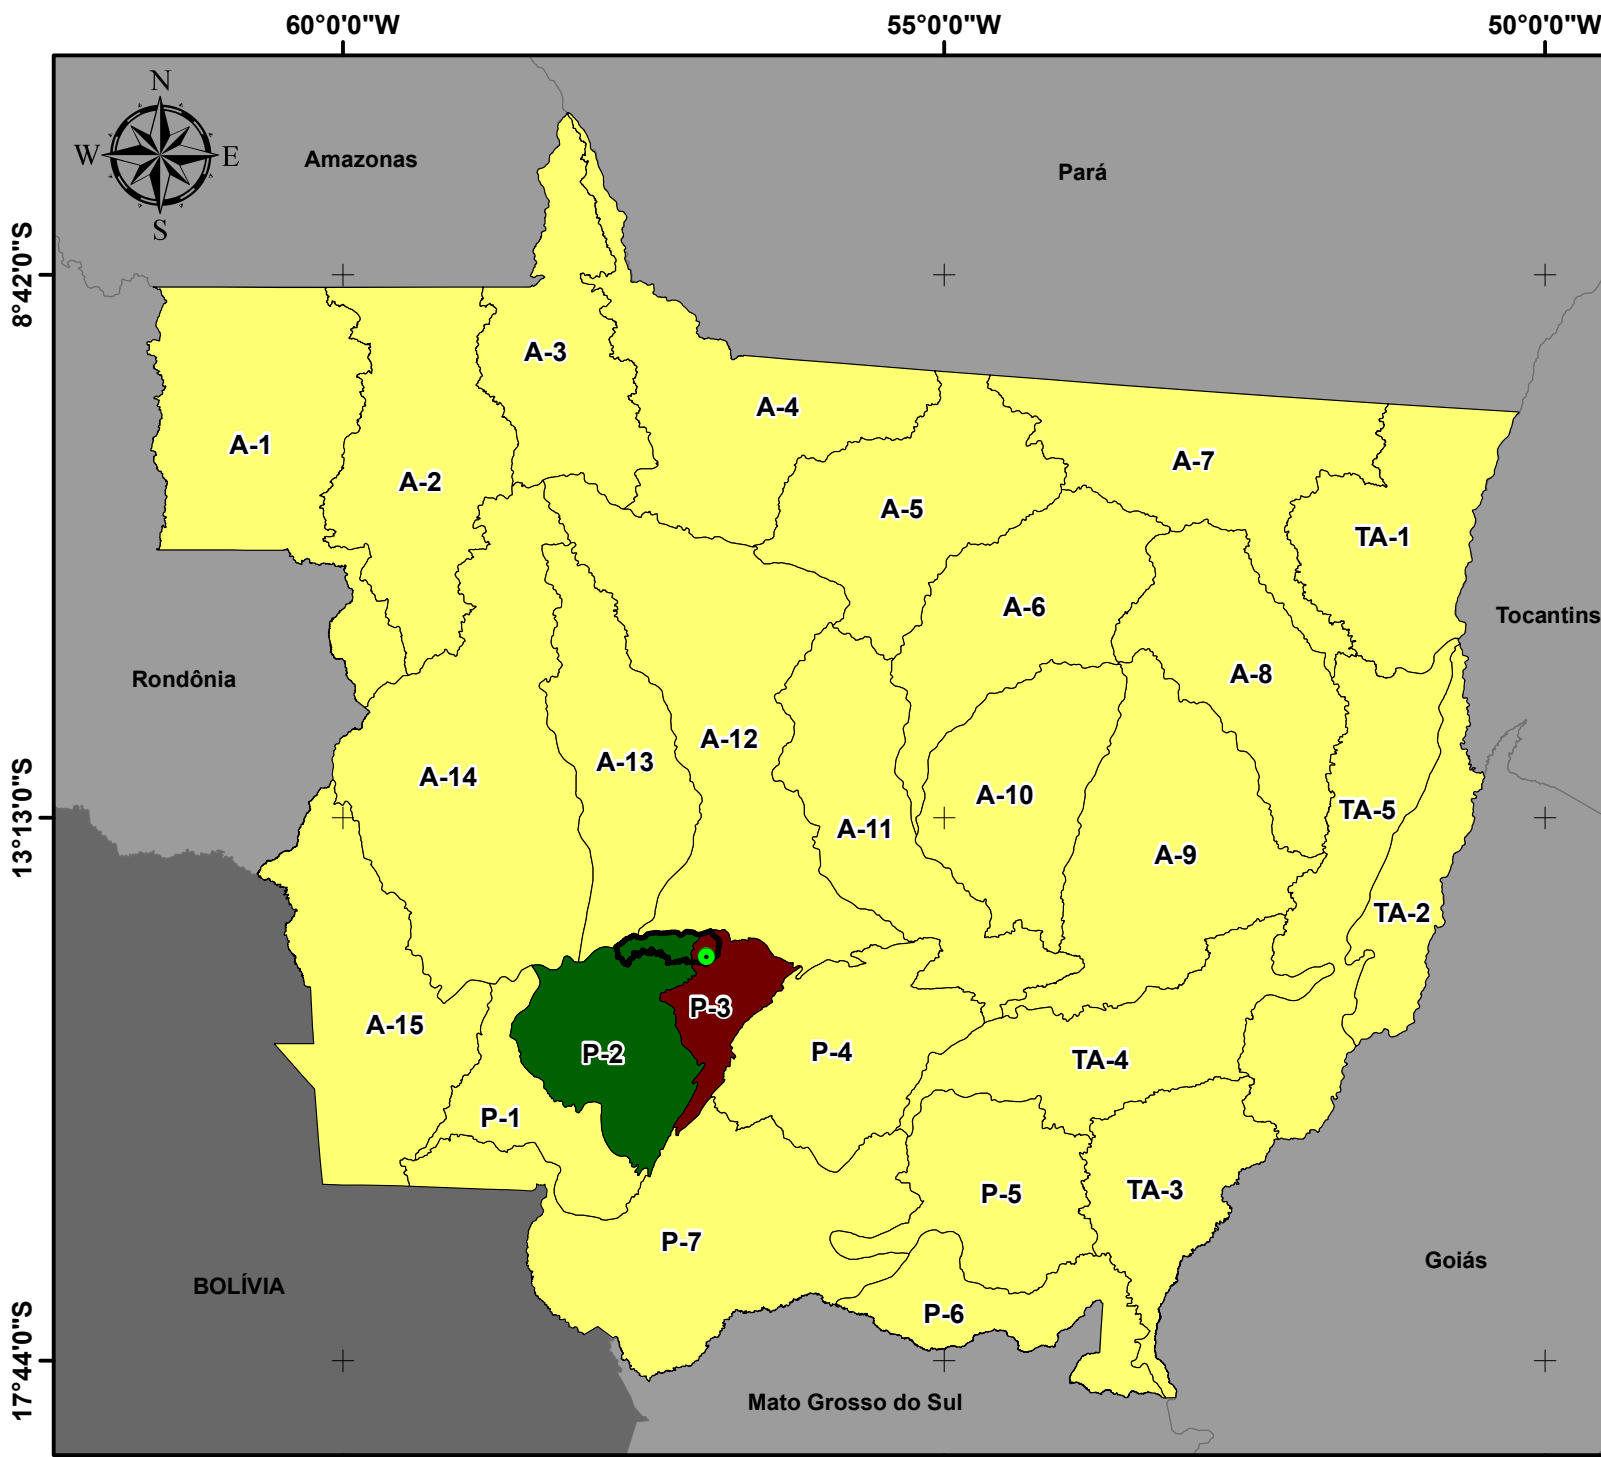 60°0'0"W
55°0'0"W
50°0'0"W
N
W
E
S
Amazonas
Pará
8°42'0"S
A-3
A-4
A-1
A-7
A-2
A-5
TA-1
A-6
Tocantins
Rondônia
A-8
A-12
A-13
A-14
A-10
TA-5
13°13'0"S
A-11
A-9
TA-2
P-3
A-15
P-2
P-4
TA-4
P-1
P-5
TA-3
P-7
Goiás
BOLÍVIA
P-6
17°44'0"S
Mato Grosso do Sul